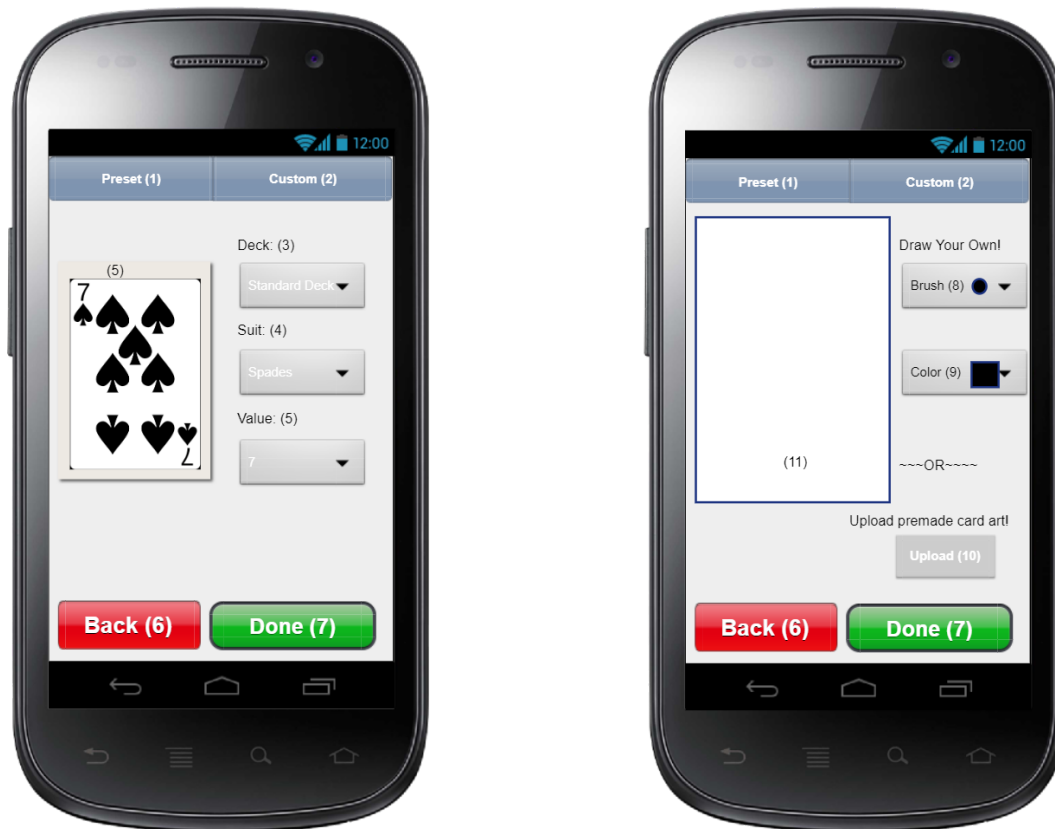 12:00
Preset (1) Custom (2)
Deck: (3)
(5)
Standard Deck
7
Suit: (4)
Spades
Value: (5)
7
7
Back (6) Done (7)
12:00
Preset (1) Custom (2)
Draw Your Own!
Brush (8)
Color (9)
(11)
~~~OR~~~~
Upload premade card art!
Upload (10)
Back (6) Done (7)